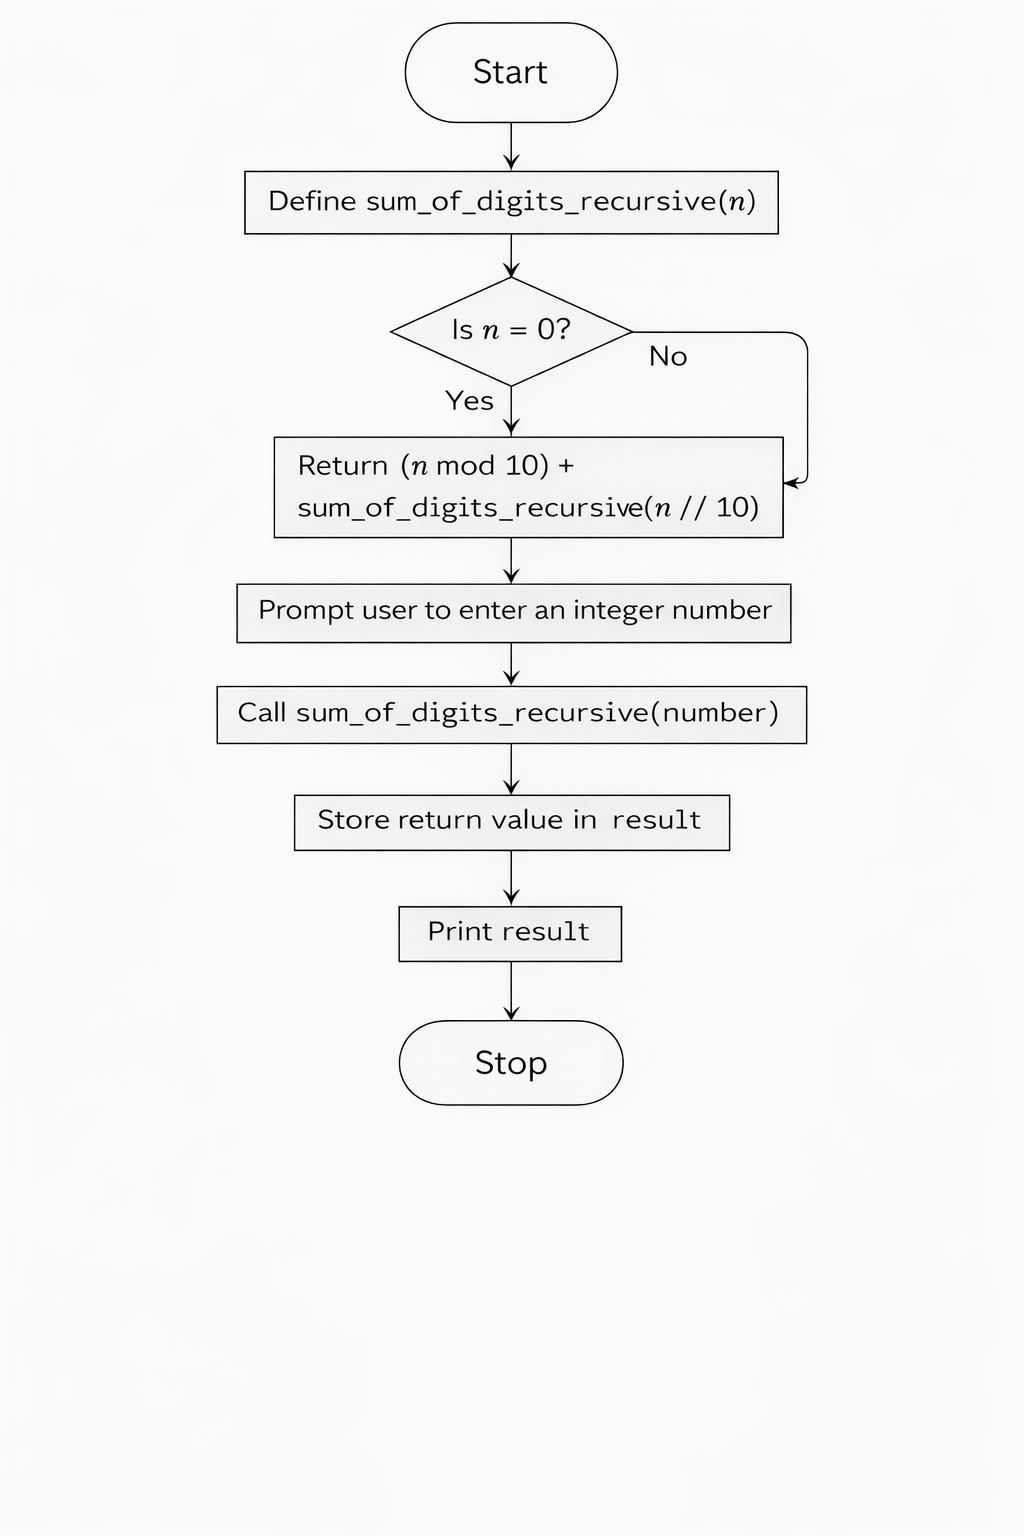 Start
Define sum_of_digits_recursive(n)
Is n = 0?
No
Yes
Return (n mod 10) +
sum_of_digits_recursive(n // 10)
Prompt user to enter an integer number
Call sum_of_digits_recursive(number)
Store return value in result
Print result
Stop